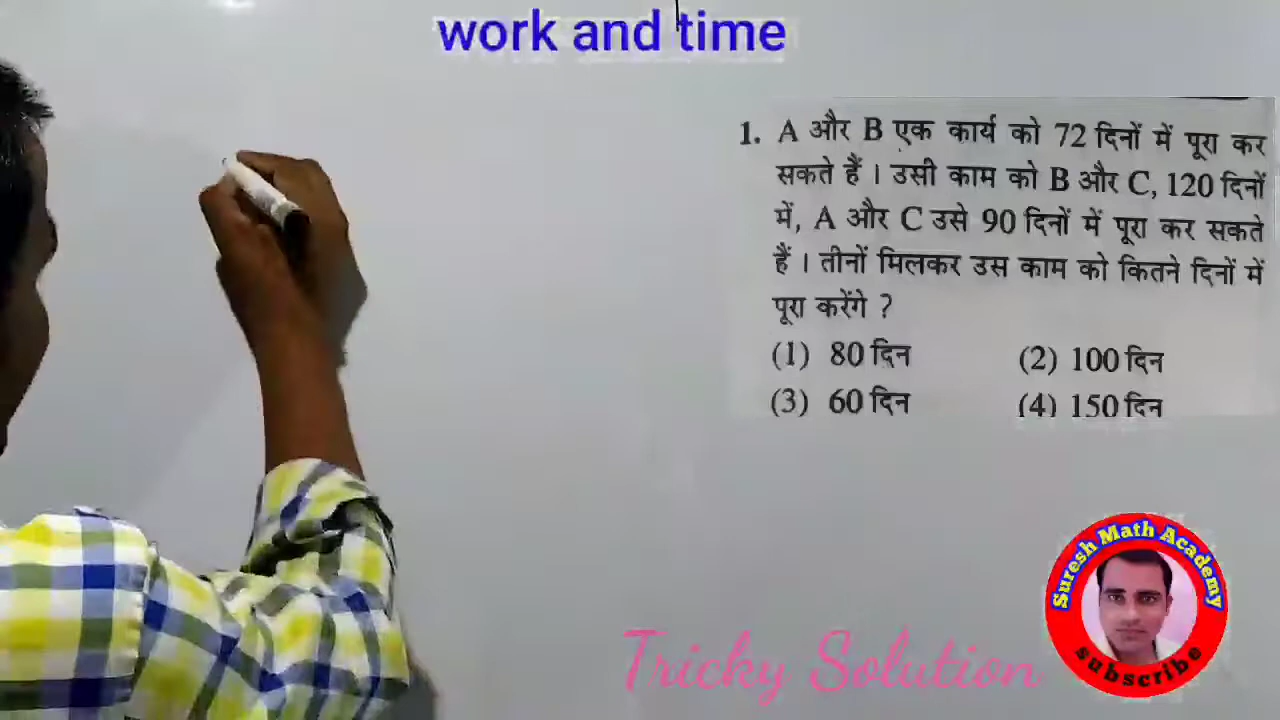 work and time
1. A और B एक कार्य को 72 दिनों में पूरा कर
सकते हैं । उसी काम को B और C, 120 दिनों
में, A और C उसे 90 दिनों में पूरा कर सकते
हैं । तीनों मिलकर उस काम को कितने दिनों में
पूरा करेंगे ?
(1) 80 दिन (2) 100 दिन
(3) 60 दिन (4) 150 दिन
Suresh Math Academy
subscribe
Tricky Solution